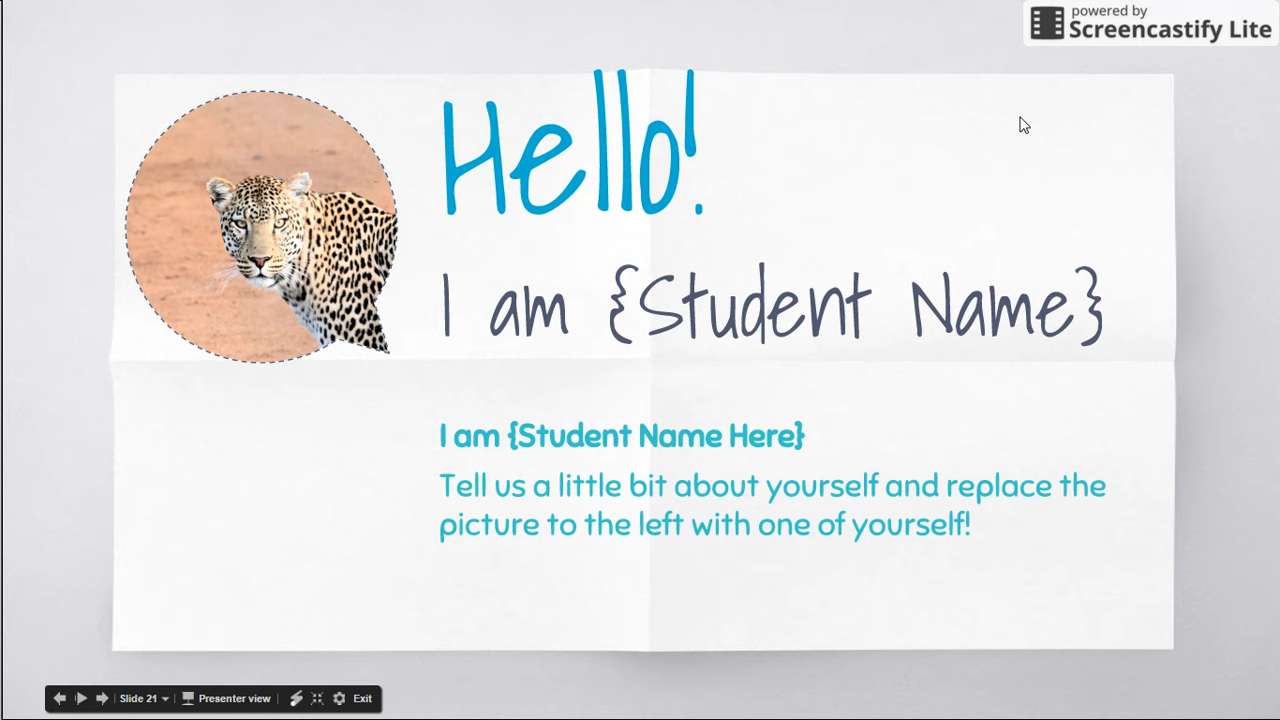 powered by
Screencastify Lite
Hello!
I am {Student Name}
I am {Student Name Here}
Tell us a little bit about yourself and replace the
picture to the left with one of yourself!
Slide 21
Presenter view
Exit